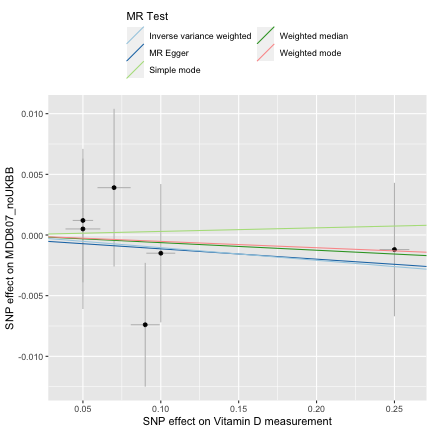 MR Test
Inverse variance weighted
Weighted median
MR Egger
Weighted mode
Simple mode
0.010
0.005
0.000
-0.005
-0.010
SNP effect on MDD807_noUKBB
0.05
0.10
0.15
0.20
0.25
SNP effect on Vitamin D measurement